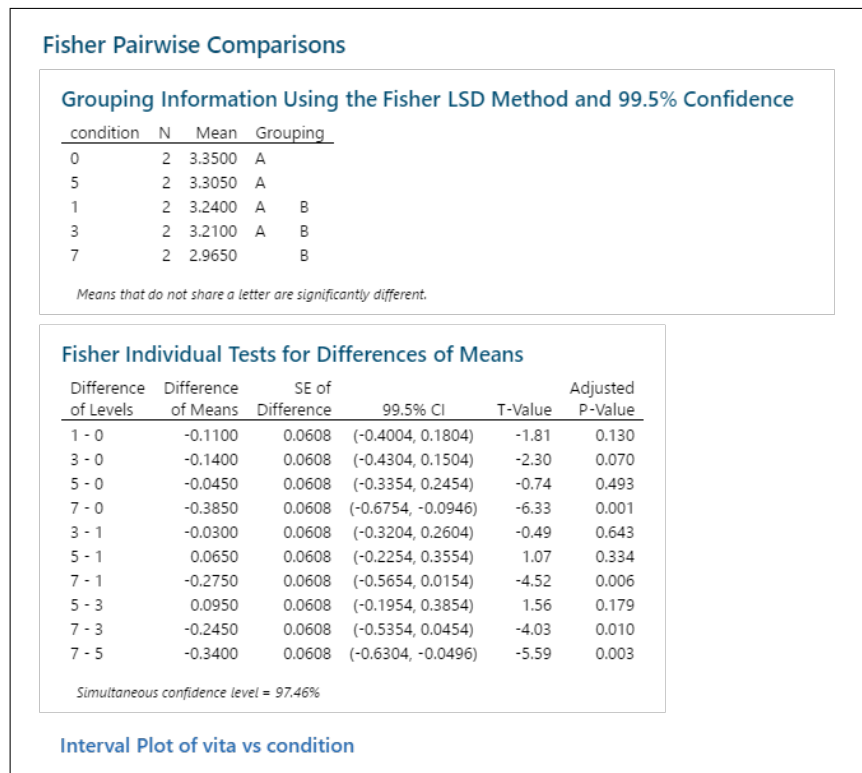 Fisher Pairwise Comparisons
Grouping Information Using the Fisher LSD Method and 99.5% Confidence
condition N Mean Grouping
0 2 3.3500 A
5 2 3.3050 A
1 2 3.2400 A B
3 2 3.2100 A B
7 2 2.9650 B
Means that do not share a letter are significantly different.
Fisher Individual Tests for Differences of Means
Difference Difference SE of Adjusted
of Levels of Means Difference 99.5% CI T-Value P-Value
1 - 0 -0.1100 0.0608 (-0.4004, 0.1804) -1.81 0.130
3 - 0 -0.1400 0.0608 (-0.4304, 0.1504) -2.30 0.070
5 - 0 -0.0450 0.0608 (-0.3354, 0.2454) -0.74 0.493
7 - 0 -0.3850 0.0608 (-0.6754, -0.0946) -6.33 0.001
3 - 1 -0.0300 0.0608 (-0.3204, 0.2604) -0.49 0.643
5 - 1 0.0650 0.0608 (-0.2254, 0.3554) 1.07 0.334
7 - 1 -0.2750 0.0608 (-0.5654, 0.0154) -4.52 0.006
5 - 3 0.0950 0.0608 (-0.1954, 0.3854) 1.56 0.179
7 - 3 -0.2450 0.0608 (-0.5354, 0.0454) -4.03 0.010
7 - 5 -0.3400 0.0608 (-0.6304, -0.0496) -5.59 0.003
Simultaneous confidence level = 97.46%
Interval Plot of vita vs condition